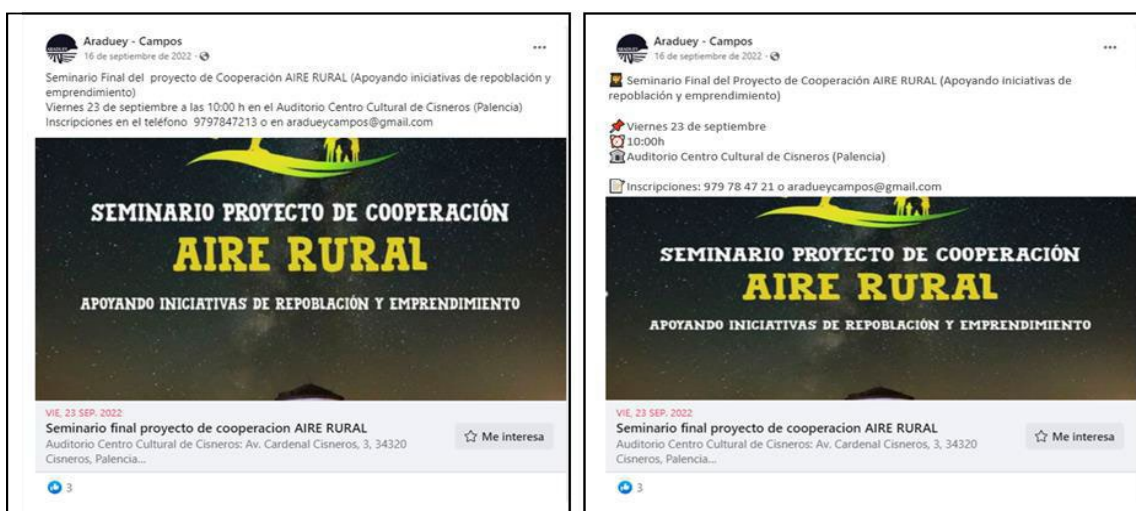 Araduey - Campos
16 de septiembre de 2022 ·
Seminario Final del proyecto de Cooperación AIRE RURAL (Apoyando iniciativas de repoblación y
emprendimiento)
Viernes 23 de septiembre a las 10:00 h en el Auditorio Centro Cultural de Cisneros (Palencia)
Inscripciones en el teléfono 9797847213 o en aradueycampos@gmail.com
SEMINARIO PROYECTO DE COOPERACIÓN
AIRE RURAL
APOYANDO INICIATIVAS DE REPOBLACIÓN Y EMPRENDIMIENTO
VIE, 23 SEP. 2022
Seminario final proyecto de cooperacion AIRE RURAL
Auditorio Centro Cultural de Cisneros: Av. Cardenal Cisneros, 3, 34320
Cisneros, Palencia...
Me interesa
3
Araduey - Campos
16 de septiembre de 2022 ·
Seminario Final del Proyecto de Cooperación AIRE RURAL (Apoyando iniciativas de
repoblación y emprendimiento)
Viernes 23 de septiembre
10:00h
Auditorio Centro Cultural de Cisneros (Palencia)
Inscripciones: 979 78 47 21 o aradueycampos@gmail.com
SEMINARIO PROYECTO DE COOPERACIÓN
AIRE RURAL
APOYANDO INICIATIVAS DE REPOBLACIÓN Y EMPRENDIMIENTO
VIE, 23 SEP. 2022
Seminario final proyecto de cooperacion AIRE RURAL
Auditorio Centro Cultural de Cisneros: Av. Cardenal Cisneros, 3, 34320
Cisneros, Palencia...
Me interesa
3